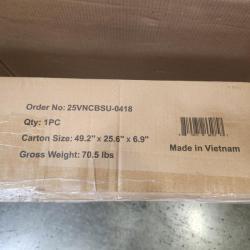 Order No: 25VNCBSU-0418
Qty: 1PC
Carton Size: 49.2" x 25.6" x 6.9"
Gross Weight: 70.5 lbs
Made in Vietnam